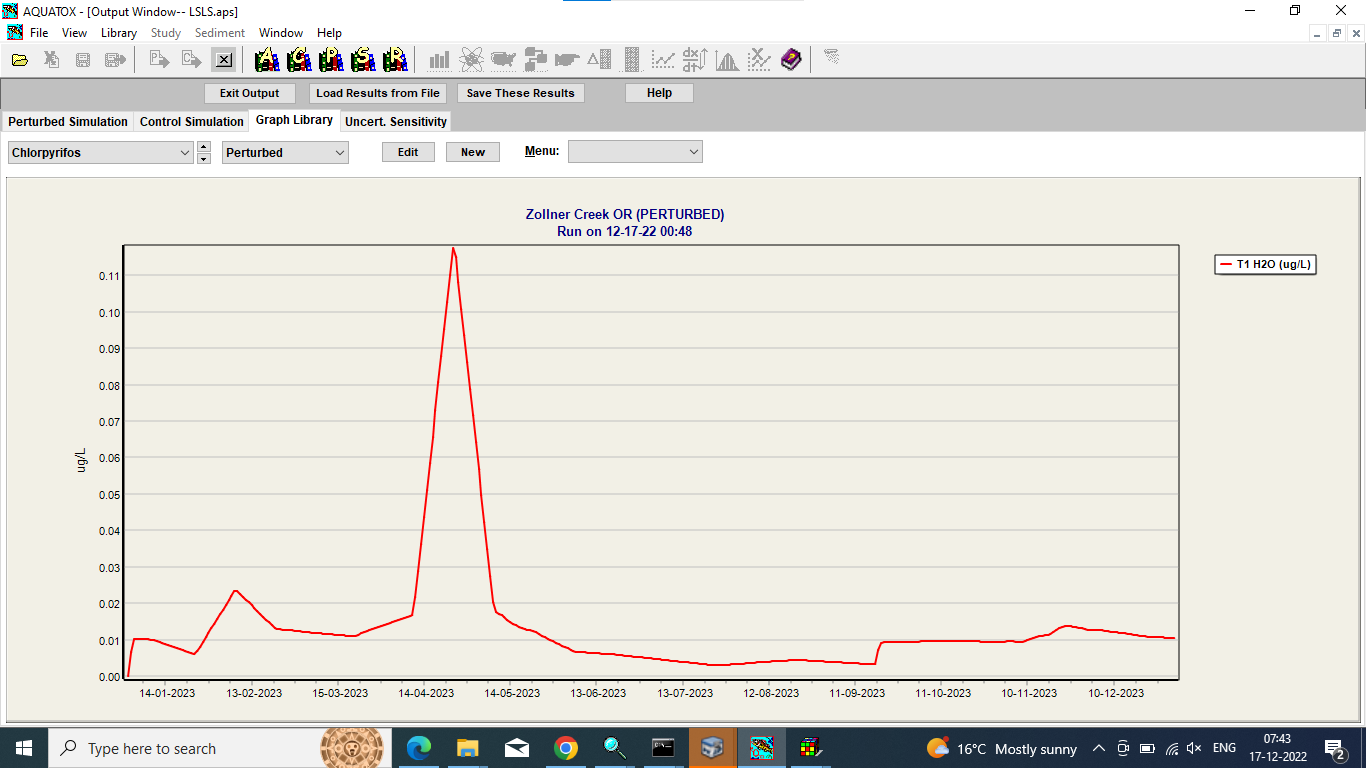 AQUATOX - [Output Window-- LSLS.aps]
File View Library Study Sediment Window Help
A C P S R
Exit Output Load Results from File Save These Results Help
Perturbed Simulation Control Simulation Graph Library Uncert. Sensitivity
Chlorpyrifos Perturbed Edit New Menu:
Zollner Creek OR (PERTURBED)
Run on 12-17-22 00:48
T1 H2O (ug/L)
ug/L
0.11
0.10
0.09
0.08
0.07
0.06
0.05
0.04
0.03
0.02
0.01
0.00
14-01-2023 13-02-2023 15-03-2023 14-04-2023 14-05-2023 13-06-2023 13-07-2023 12-08-2023 11-09-2023 11-10-2023 10-11-2023 10-12-2023
Type here to search
16°C Mostly sunny
ENG
07:43
17-12-2022
2